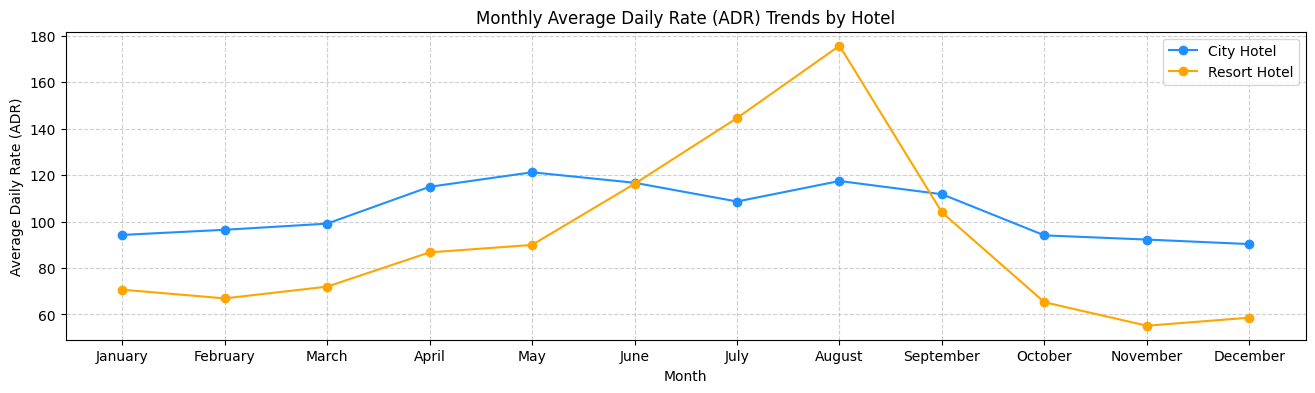 Monthly Average Daily Rate (ADR) Trends by Hotel
City Hotel
Resort Hotel
Average Daily Rate (ADR)
180
160
140
120
100
80
60
January February March April May June July August September October November December
Month